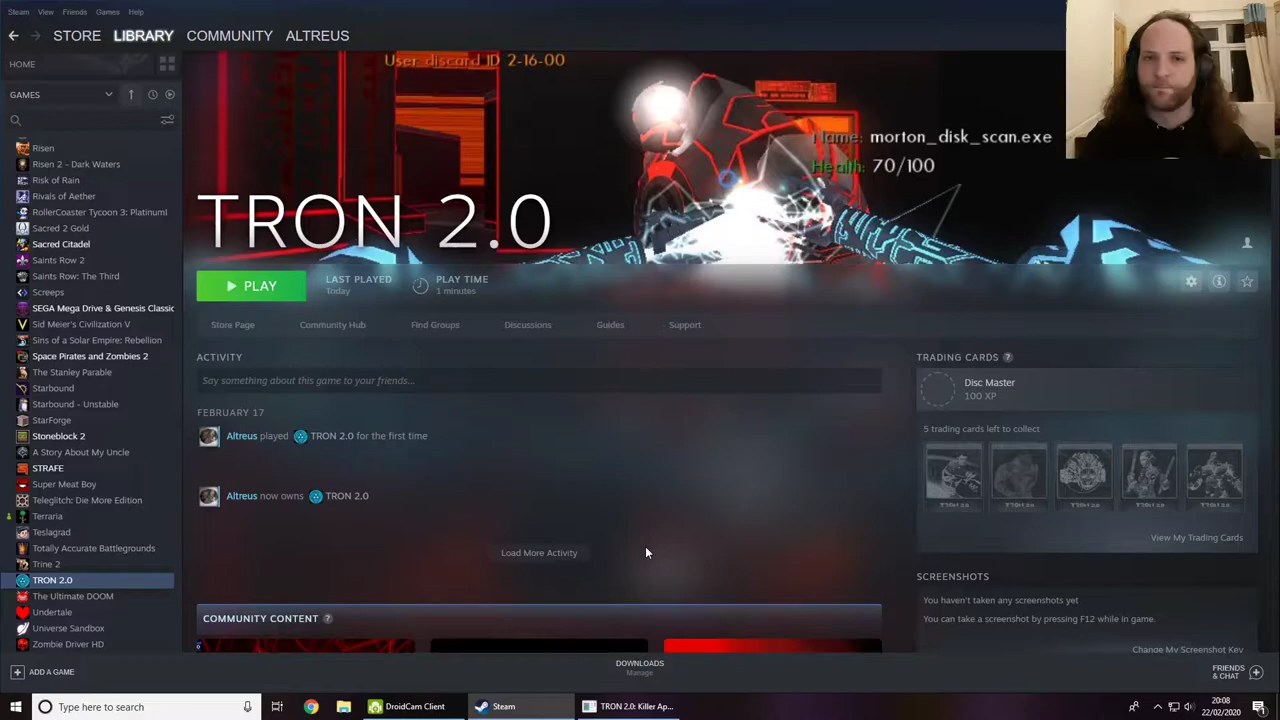 Steam View Friends Games Help
STORE LIBRARY COMMUNITY ALTREUS
HOME
GAMES
Risen
Risen 2 - Dark Waters
Risk of Rain
Rivals of Aether
RollerCoaster Tycoon 3: Platinum!
Sacred 2 Gold
Sacred Citadel
Saints Row 2
Saints Row: The Third
Screeps
SEGA Mega Drive & Genesis Classic
Sid Meier's Civilization V
Sins of a Solar Empire: Rebellion
Space Pirates and Zombies 2
The Stanley Parable
Starbound
Starbound - Unstable
StarForge
Stoneblock 2
A Story About My Uncle
STRAFE
Super Meat Boy
Teleglitch: Die More Edition
Terraria
Teslagrad
Totally Accurate Battlegrounds
Trine 2
TRON 2.0
The Ultimate DOOM
Undertale
Universe Sandbox
Zombie Driver HD
ADD A GAME
User discard ID 2-16-00
Name: morton_disk_scan.exe
Health: 70/100
TRON 2.0
PLAY
LAST PLAYED
Today
PLAY TIME
1 minutes
Store Page Community Hub Find Groups Discussions Guides Support
ACTIVITY
Say something about this game to your friends...
FEBRUARY 17
Altreus played TRON 2.0 for the first time
Altreus now owns TRON 2.0
Load More Activity
COMMUNITY CONTENT ?
TRADING CARDS ?
Disc Master
100 XP
5 trading cards left to collect
View My Trading Cards
SCREENSHOTS
You haven't taken any screenshots yet
You can take a screenshot by pressing F12 while in game.
Change My Screenshot Key
DOWNLOADS
Manage
FRIENDS
& CHAT
Type here to search
DroidCam Client
Steam
TRON 2.0: Killer Ap...
20:08
22/02/2020